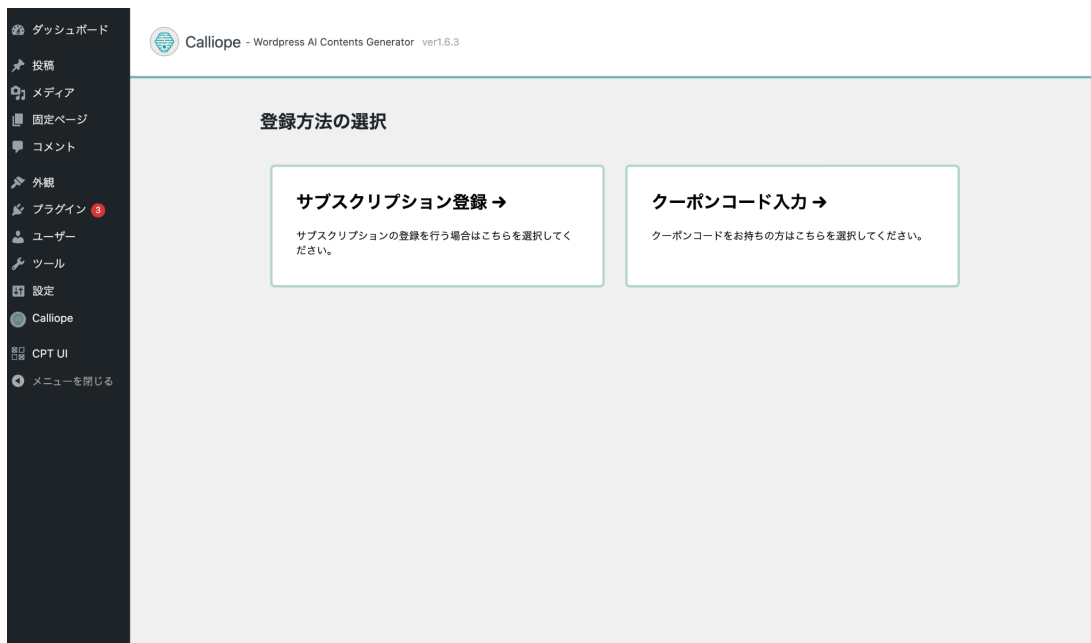 ダッシュボード
投稿
メディア
固定ページ
コメント
外観
プラグイン 3
ユーザー
ツール
設定
Calliope
CPT UI
メニューを閉じる
Calliope - Wordpress AI Contents Generator ver1.6.3
登録方法の選択
サブスクリプション登録 →
サブスクリプションの登録を行う場合はこちらを選択してく
ださい。
クーポンコード入力 →
クーポンコードをお持ちの方はこちらを選択してください。